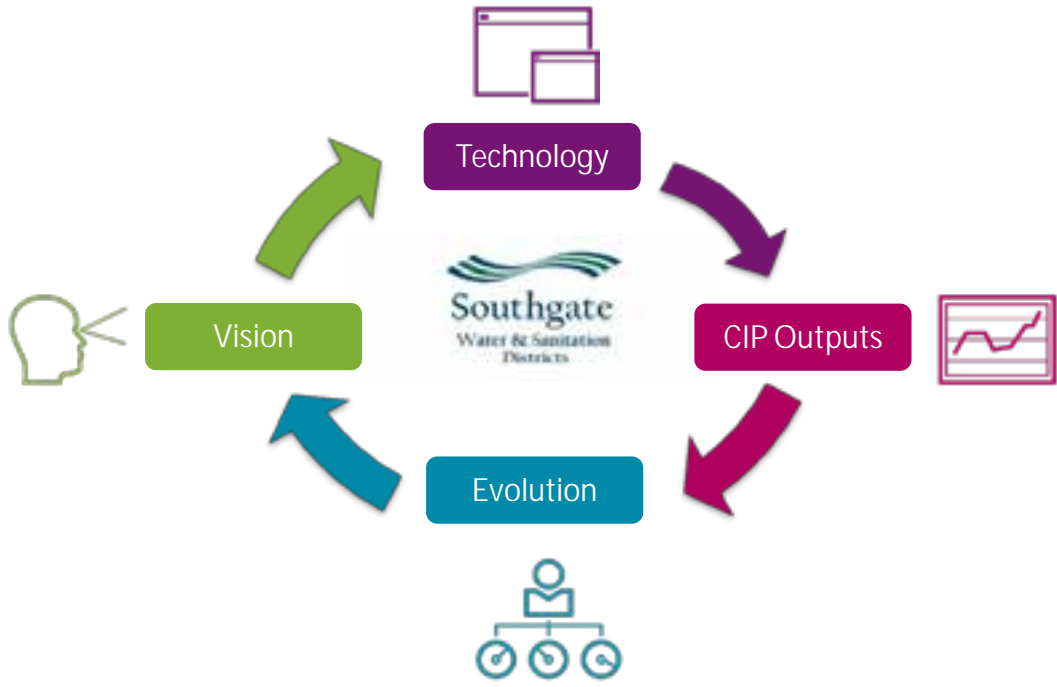 Technology
Southgate
Water & Sanitation
Districts
Vision
CIP Outputs
Evolution